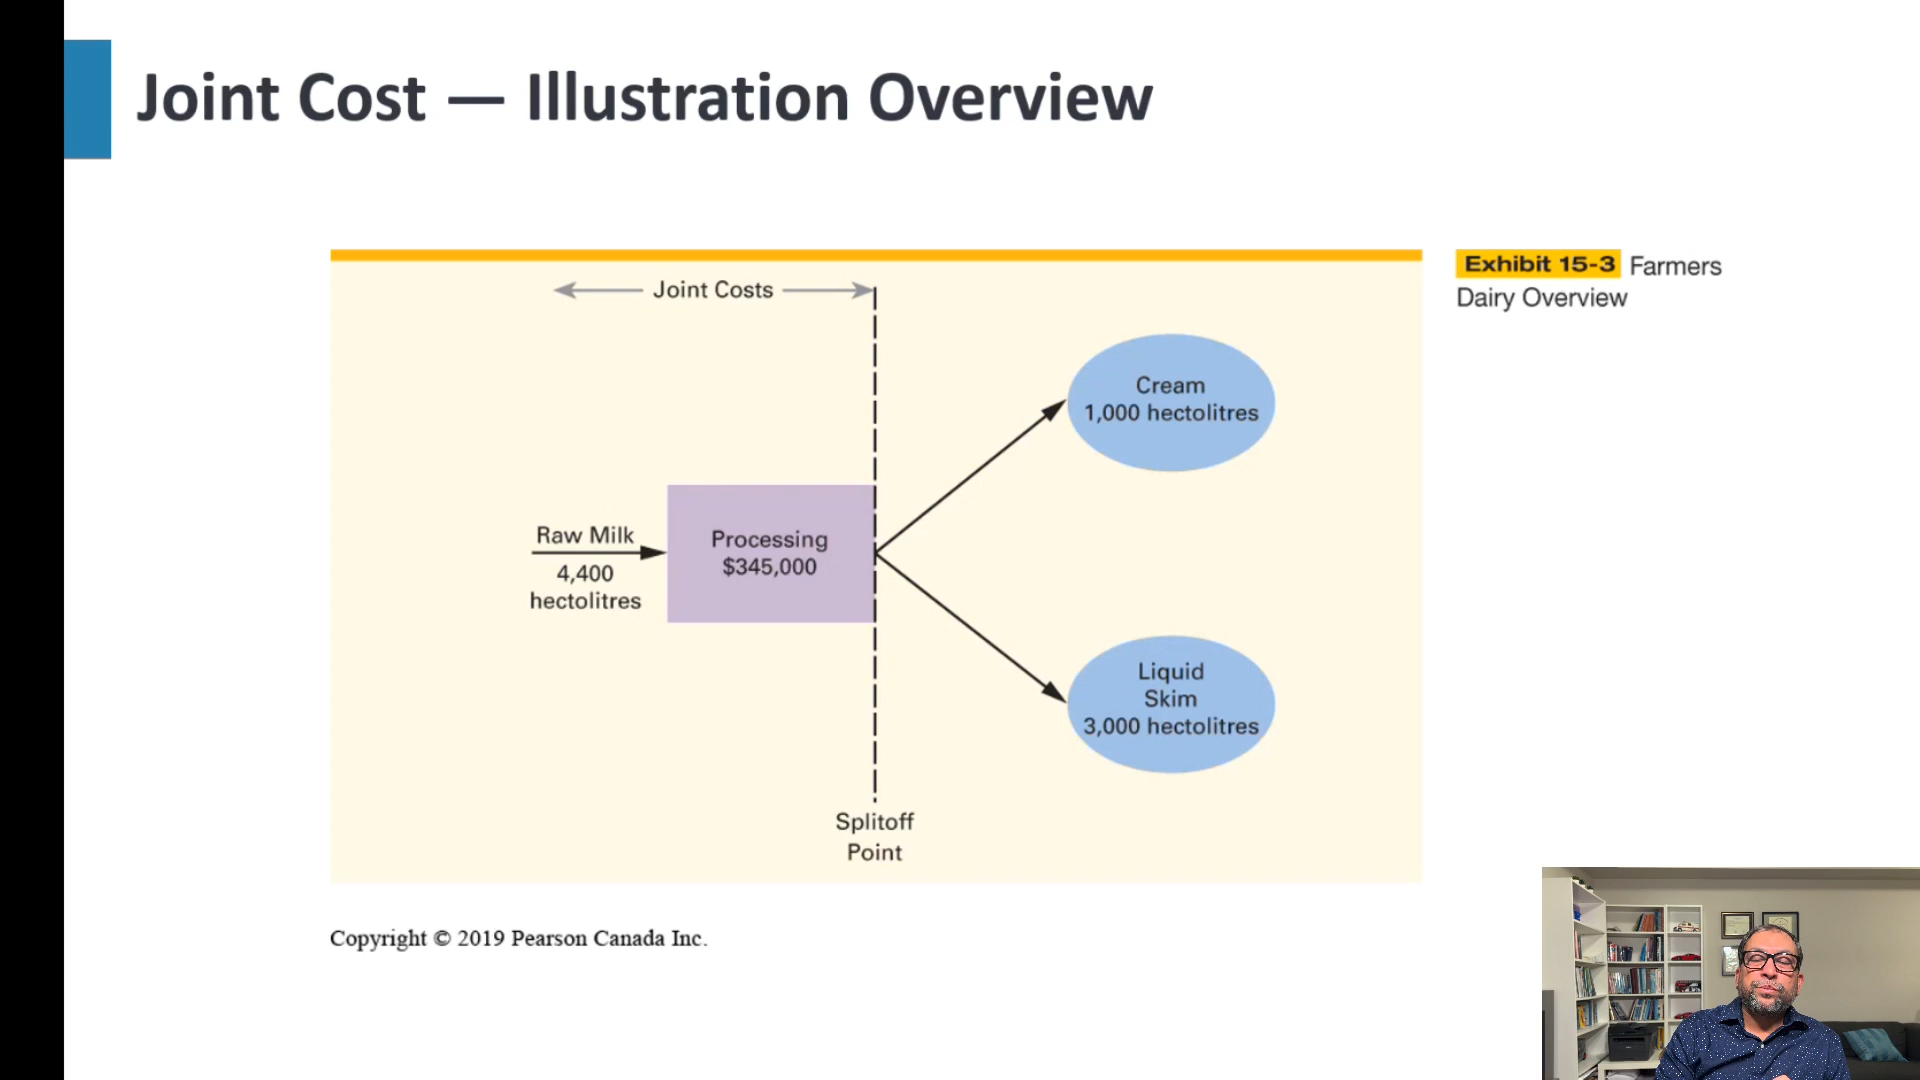 Joint Cost — Illustration Overview
Joint Costs
Exhibit 15-3 Farmers
Dairy Overview
Cream
1,000 hectolitres
Raw Milk
4,400
hectolitres
Processing
$345,000
Liquid
Skim
3,000 hectolitres
Splitoff
Point
Copyright © 2019 Pearson Canada Inc.